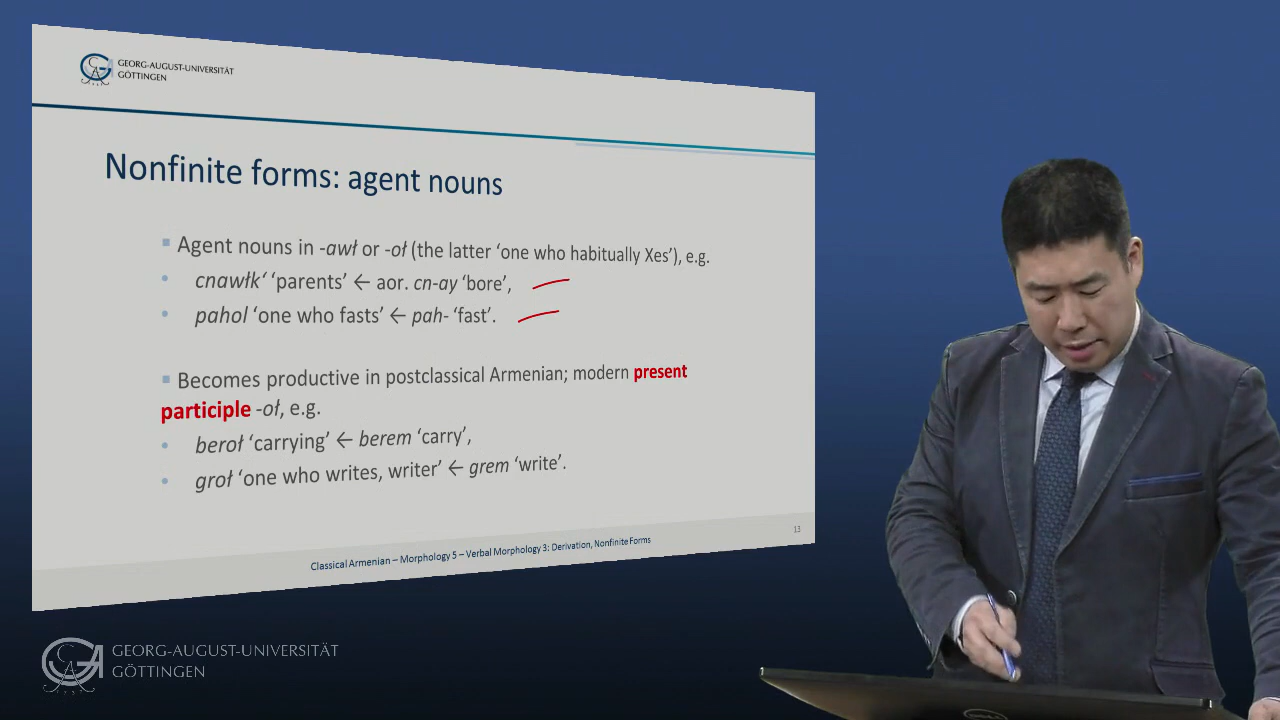 GEORG-AUGUST-UNIVERSITÄT
GÖTTINGEN
Nonfinite forms: agent nouns
Agent nouns in -awł or -oł (the latter ‘one who habitually Xes’), e.g.
cnawłk‘ ‘parents’ ← aor. cn-ay ‘bore’,
pahol ‘one who fasts’ ← pah- ‘fast’.
Becomes productive in postclassical Armenian; modern present
participle -oł, e.g.
beroł ‘carrying’ ← berem ‘carry’,
groł ‘one who writes, writer’ ← grem ‘write’.
13
Classical Armenian – Morphology 5 – Verbal Morphology 3: Derivation, Nonfinite Forms
GEORG-AUGUST-UNIVERSITÄT
GÖTTINGEN
DELL